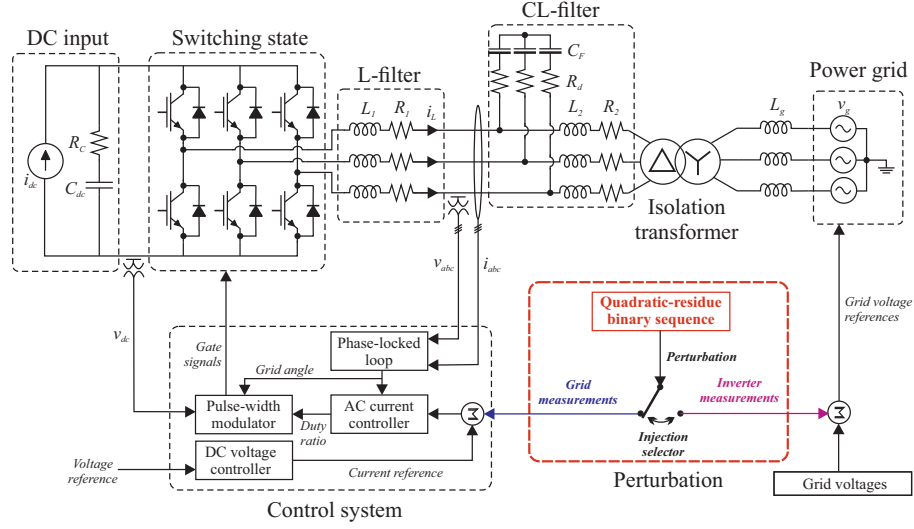 CL-filter
DC input
Switching state
L-filter
Power grid
C_F
R_d
L_1
R_1
i_L
L_2
R_2
L_g
v_g
R_C
i_dc
C_dc
Isolation
transformer
v_abc
i_abc
v_dc
Gate
signals
Grid voltage
references
Quadratic-residue
binary sequence
Phase-locked
loop
Perturbation
Grid angle
Grid
measurements
Inverter
measurements
Pulse-width
modulator
Duty
ratio
AC current
controller
Σ
Σ
Injection
selector
Voltage
reference
DC voltage
controller
Current reference
Perturbation
Grid voltages
Control system